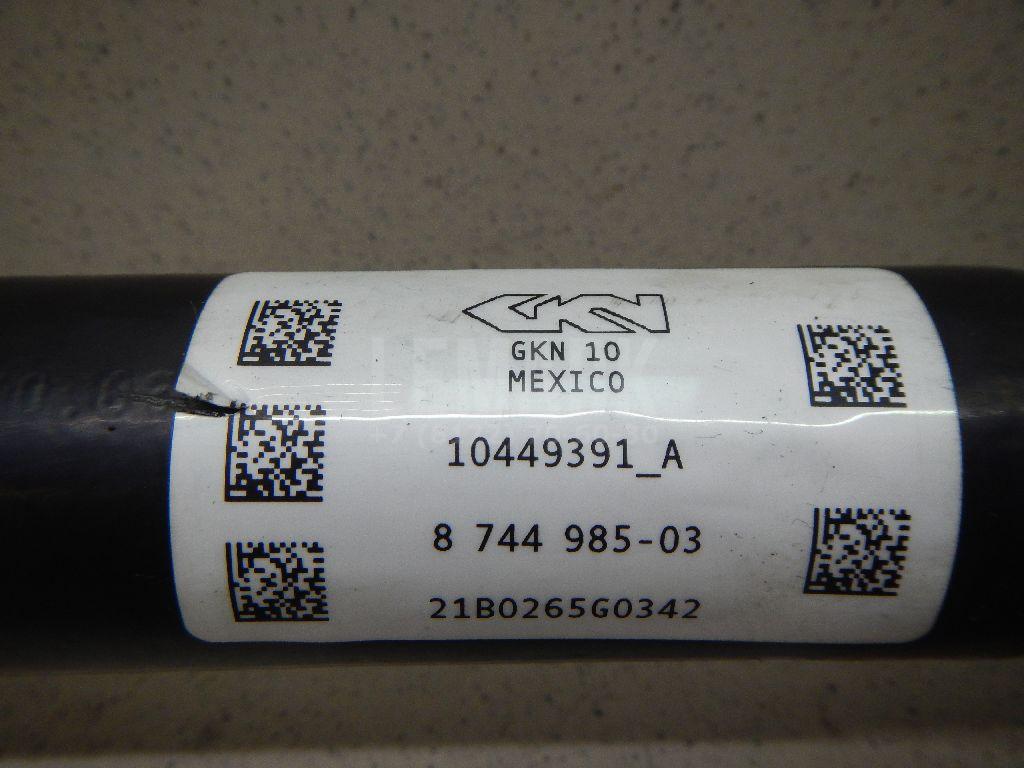 GKN
GKN 10
MEXICO
10449391_A
8 744 985-03
21B0265G0342